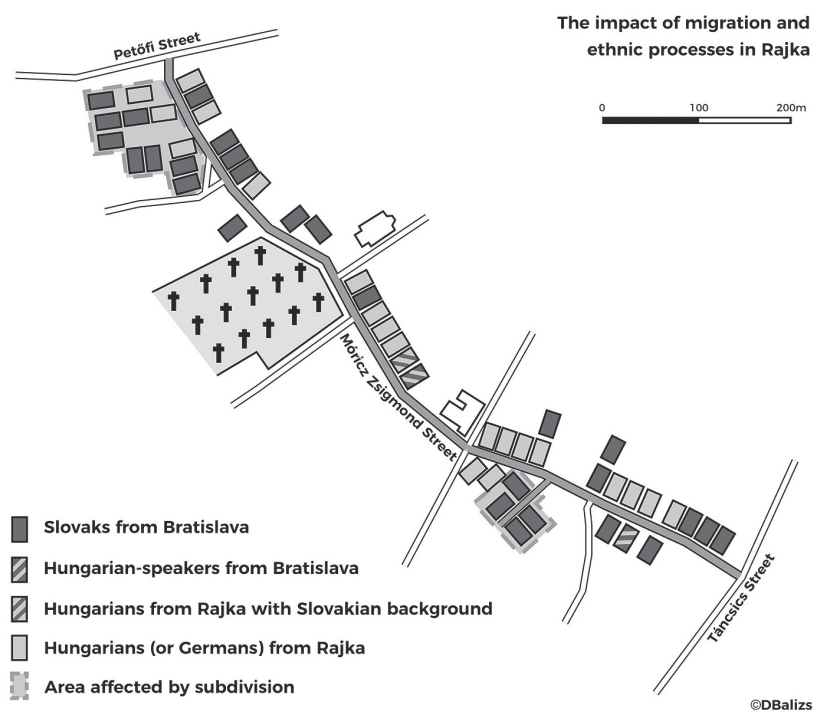 The impact of migration and
ethnic processes in Rajka
Petőfi Street
0 100 200m
Móricz Zsigmond Street
Táncsics Street
Slovaks from Bratislava
Hungarian-speakers from Bratislava
Hungarians from Rajka with Slovakian background
Hungarians (or Germans) from Rajka
Area affected by subdivision
©DBalizs